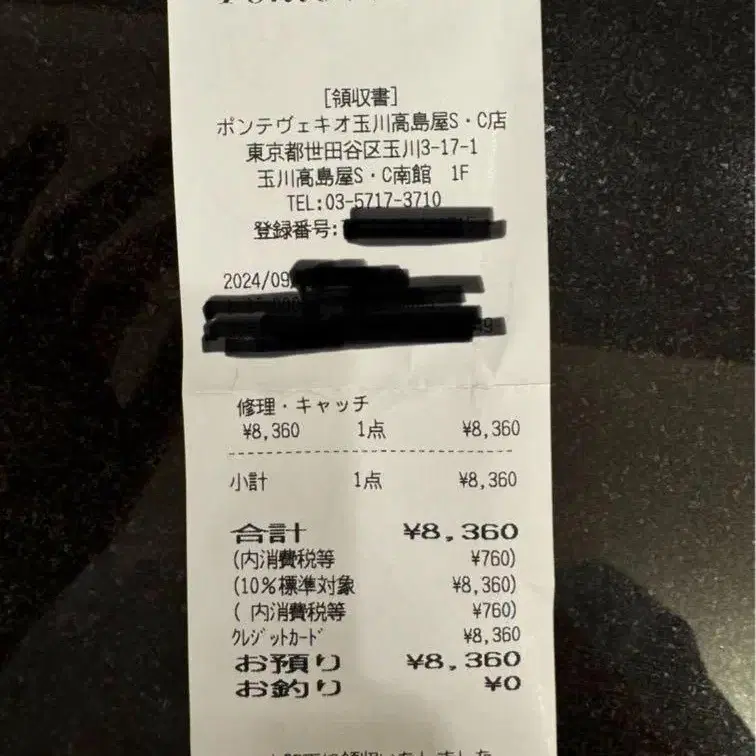 [領収書]
ポンテヴェキオ玉川高島屋S・C店
東京都世田谷区玉川3-17-1
玉川高島屋S・C南館 1F
TEL:03-5717-3710
登録番号:
2024/09
修理・キャッチ
¥8,360 1点 ¥8,360
小計 1点 ¥8,360
合計 ¥8,360
(内消費税等 ¥760)
(10%標準対象 ¥8,360)
( 内消費税等 ¥760)
クレジットカード ¥8,360
お預り ¥8,360
お釣り ¥0